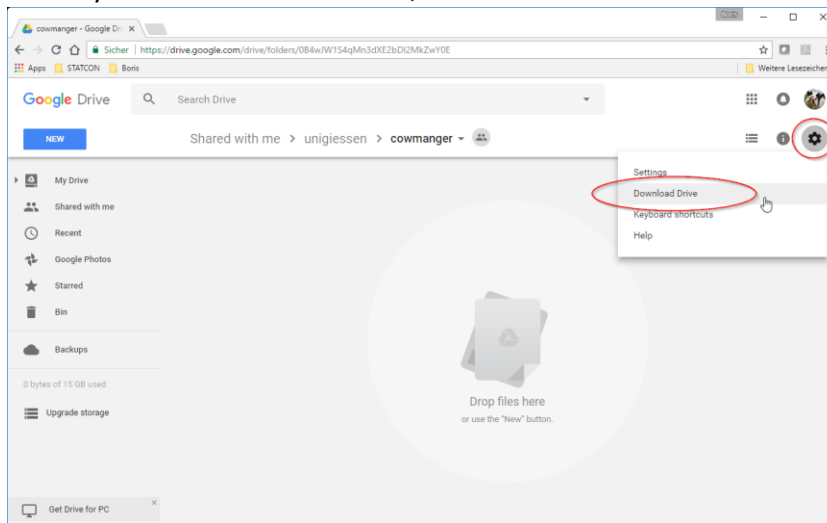 Boris
cowmanger - Google Dri
Sicher https://drive.google.com/drive/folders/0B4wJW1S4qMn3dXE2bDI2MkZwY0E
Apps STATCON Boris Weitere Lesezeichen
Google Drive Search Drive
NEW Shared with me > unigiessen > cowmanger
Settings
My Drive
Download Drive
Shared with me
Keyboard shortcuts
Recent
Help
Google Photos
Starred
Bin
Backups
0 bytes of 15 GB used
Drop files here
Upgrade storage
or use the "New" button.
Get Drive for PC